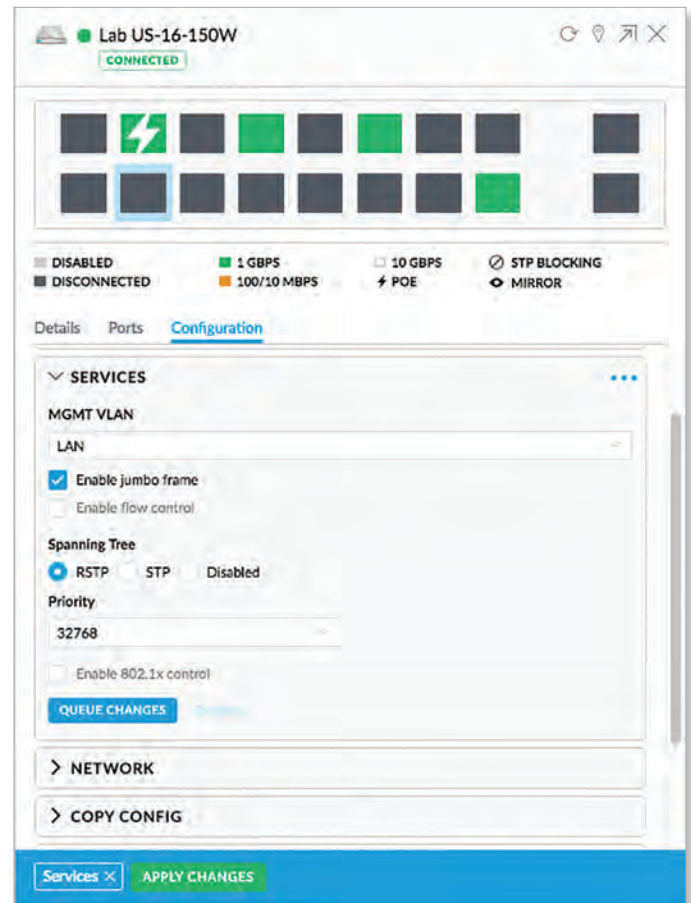 Lab US-16-150W
CONNECTED
DISABLED 1 GBPS 10 GBPS STP BLOCKING
DISCONNECTED 100/10 MBPS POE MIRROR
Details Ports Configuration
SERVICES
MGMT VLAN
LAN
Enable jumbo frame
Enable flow control
Spanning Tree
RSTP STP Disabled
Priority
32768
Enable 802.1x control
QUEUE CHANGES
NETWORK
COPY CONFIG
Services × APPLY CHANGES